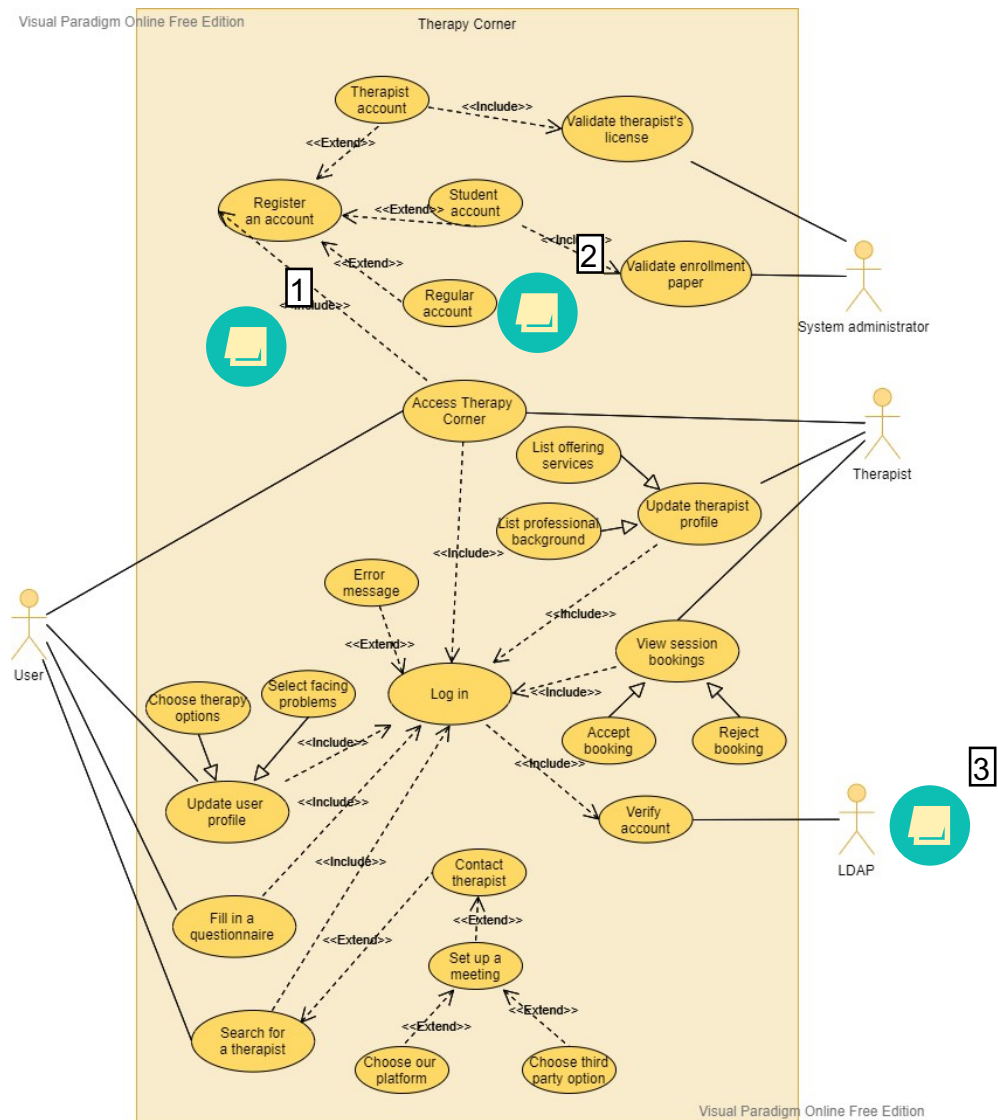 Visual Paradigm Online Free Edition
Therapy Corner
Therapist
account
<<Include>>
Validate therapist's
license
<<Extend>>
Register
an account
Student
account
<<Extend>>
<<Include>>
2
Validate enrollment
paper
<<Extend>>
1
<<Include>>
Regular
account
System administrator
Access Therapy
Corner
Therapist
List offering
services
Update therapist
profile
List professional
background
<<Include>>
Error
message
<<Include>>
<<Extend>>
View session
bookings
User
Log in
<<Include>>
Select facing
problems
Choose therapy
options
Accept
booking
Reject
booking
<<Include>>
<<Include>>
3
Update user
profile
<<Include>>
Verify
account
LDAP
<<Include>>
Contact
therapist
Fill in a
questionnaire
<<Extend>>
<<Extend>>
Set up a
meeting
Search for
a therapist
<<Extend>>
<<Extend>>
Choose our
platform
Choose third
party option
Visual Paradigm Online Free Edition